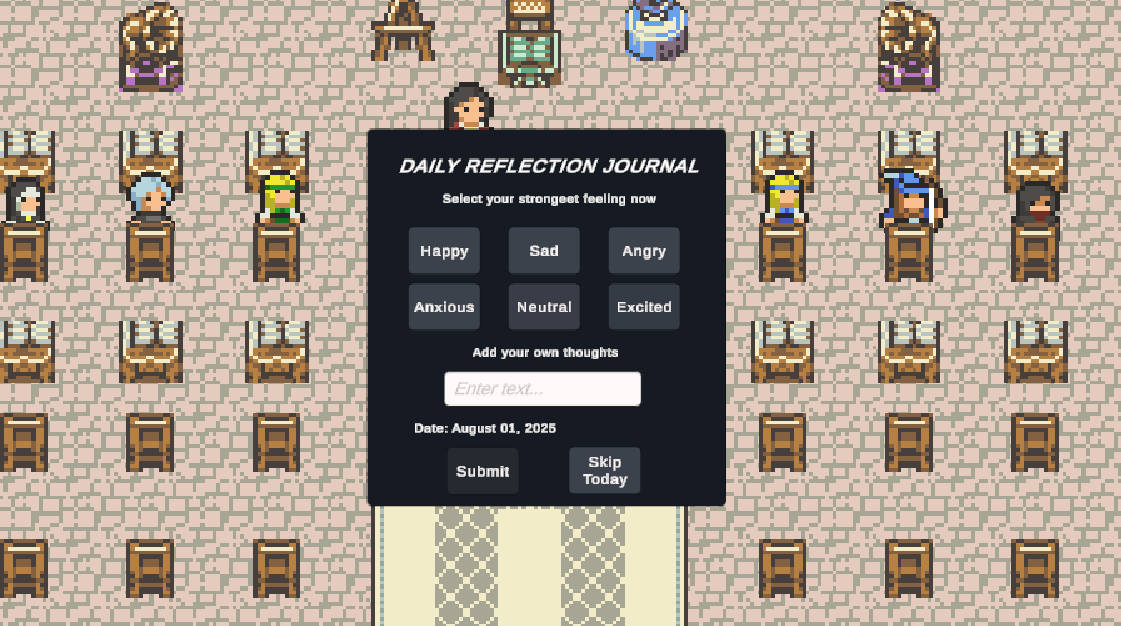 DAILY REFLECTION JOURNAL
Select your strongest feeling now
Happy Sad Angry
Anxious Neutral Excited
Add your own thoughts
Enter text...
Date: August 01, 2025
Submit
Skip
Today